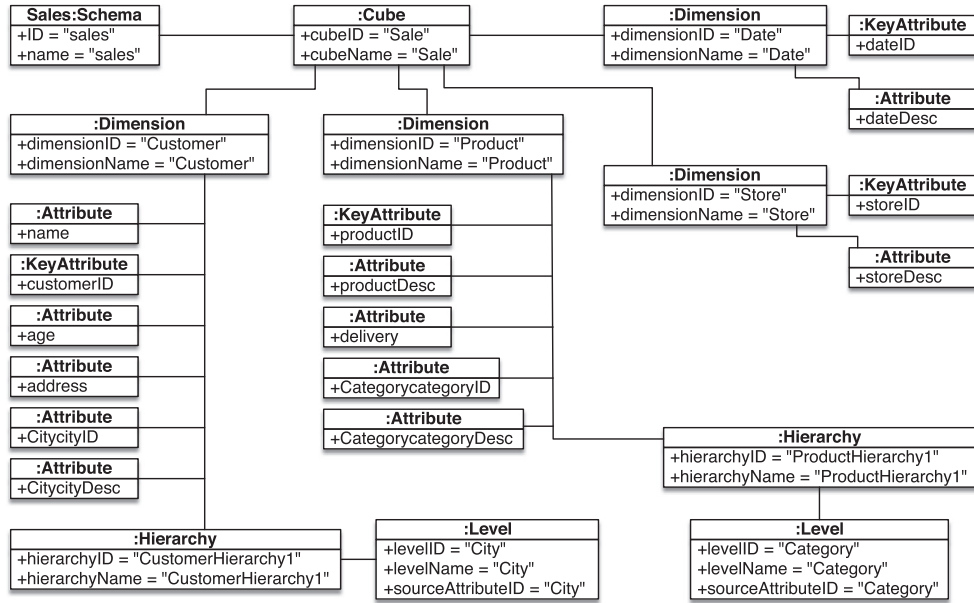 Sales:Schema
+ID = "sales"
+name = "sales"
:Cube
+cubeID = "Sale"
+cubeName = "Sale"
:Dimension
+dimensionID = "Date"
+dimensionName = "Date"
:KeyAttribute
+dateID
:Attribute
+dateDesc
:Dimension
+dimensionID = "Customer"
+dimensionName = "Customer"
:Dimension
+dimensionID = "Product"
+dimensionName = "Product"
:Dimension
+dimensionID = "Store"
+dimensionName = "Store"
:KeyAttribute
+storeID
:Attribute
+storeDesc
:Attribute
+name
:KeyAttribute
+customerID
:Attribute
+age
:Attribute
+address
:Attribute
+CitycityID
:Attribute
+CitycityDesc
:KeyAttribute
+productID
:Attribute
+productDesc
:Attribute
+delivery
:Attribute
+CategorycategoryID
:Attribute
+CategorycategoryDesc
:Hierarchy
+hierarchyID = "ProductHierarchy1"
+hierarchyName = "ProductHierarchy1"
:Hierarchy
+hierarchyID = "CustomerHierarchy1"
+hierarchyName = "CustomerHierarchy1"
:Level
+levelID = "City"
+levelName = "City"
+sourceAttributeID = "City"
:Level
+levelID = "Category"
+levelName = "Category"
+sourceAttributeID = "Category"